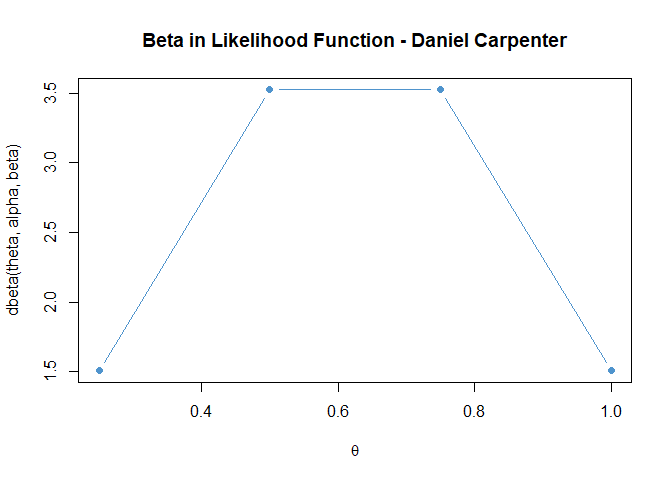 Beta in Likelihood Function - Daniel Carpenter
dbeta(theta, alpha, beta)
3.5
3.0
2.5
2.0
1.5
0.4 0.6 0.8 1.0
θ